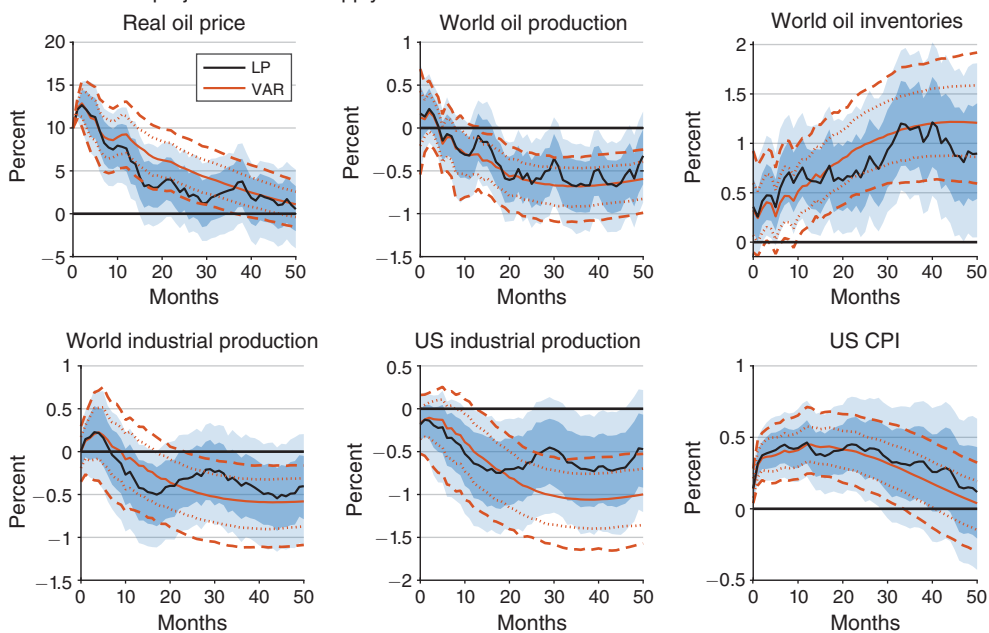 Real oil price
World oil production
World oil inventories
20
15
10
5
0
−5
0 10 20 30 40 50
Percent
Months
LP
VAR
1
0.5
0
−0.5
−1
−1.5
0 10 20 30 40 50
Percent
Months
2
1.5
1
0.5
0
0 10 20 30 40 50
Percent
Months
World industrial production
US industrial production
US CPI
1
0.5
0
−0.5
−1
−1.5
0 10 20 30 40 50
Percent
Months
0.5
0
−0.5
−1
−1.5
−2
0 10 20 30 40 50
Percent
Months
1
0.5
0
−0.5
0 10 20 30 40 50
Percent
Months